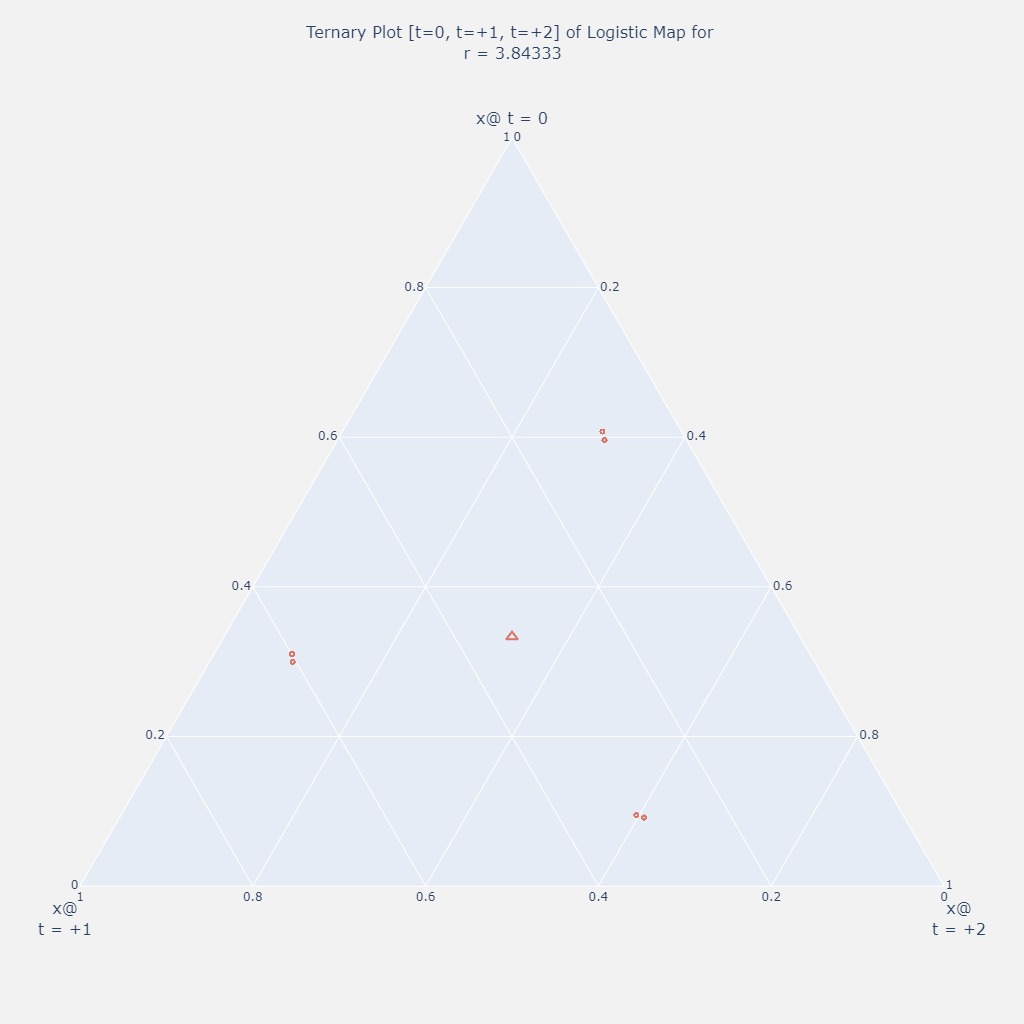 Ternary Plot [t=0, t=+1, t=+2] of Logistic Map for
r = 3.84333
x@ t = 0
1 0
0.8 0.2
0.6 0.4
0.4 0.6
0.2 0.8
0 1
1 0.8 0.6 0.4 0.2 0
x@ x@
t = +1 t = +2